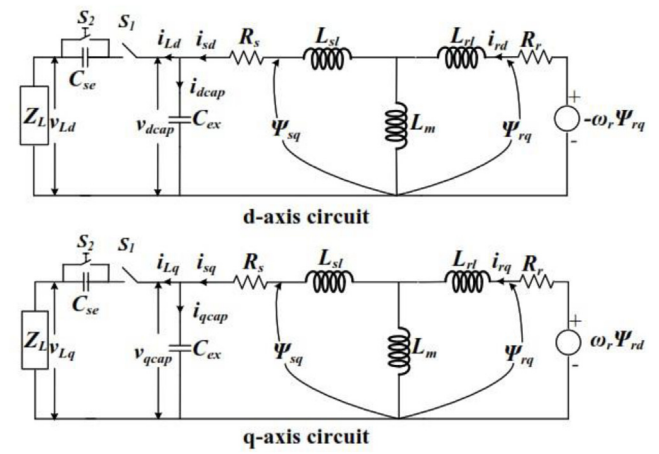 S2 S1 iLd isd Rs Lsl Lrl ird Rr
Cse idcap
ZL vLd vdcap Cex Ψsq Lm Ψrq + -ωrΨrq
-
d-axis circuit
S2 S1 iLq isq Rs Lsl Lrl irq Rr
Cse iqcap
ZL vLq vqcap Cex Ψsq Lm Ψrq + ωrΨrd
-
q-axis circuit